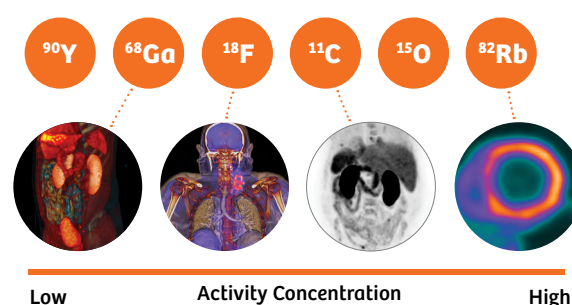 ⁹⁰Y ⁶⁸Ga ¹⁸F ¹¹C ¹⁵O ⁸²Rb
Low Activity Concentration High